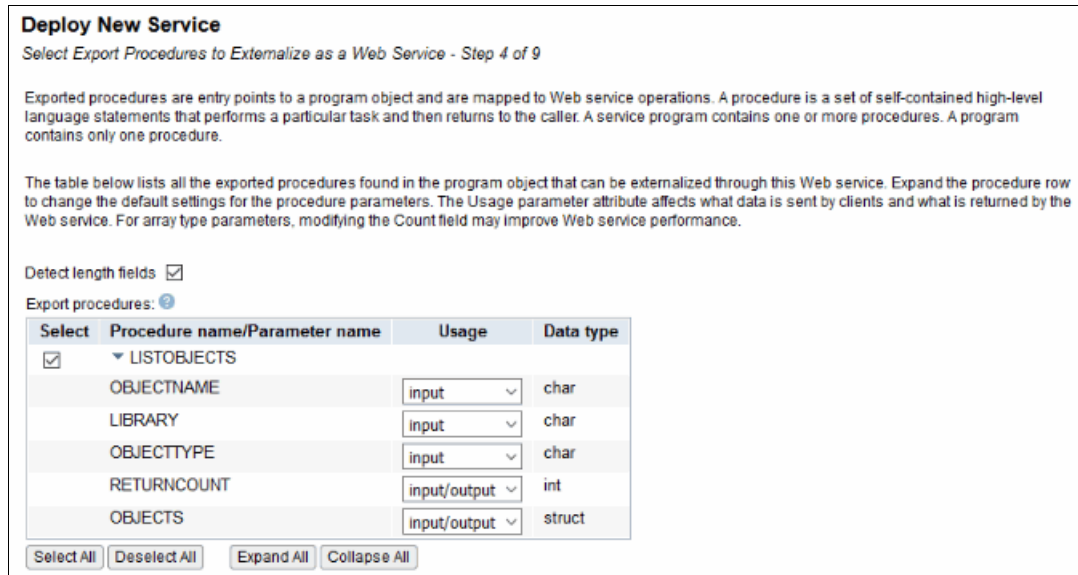 Deploy New Service
Select Export Procedures to Externalize as a Web Service - Step 4 of 9
Exported procedures are entry points to a program object and are mapped to Web service operations. A procedure is a set of self-contained high-level
language statements that performs a particular task and then returns to the caller. A service program contains one or more procedures. A program
contains only one procedure.
The table below lists all the exported procedures found in the program object that can be externalized through this Web service. Expand the procedure row
to change the default settings for the procedure parameters. The Usage parameter attribute affects what data is sent by clients and what is returned by the
Web service. For array type parameters, modifying the Count field may improve Web service performance.
Detect length fields
Export procedures: ?
Select Procedure name/Parameter name Usage Data type
LISTOBJECTS
OBJECTNAME input char
LIBRARY input char
OBJECTTYPE input char
RETURNCOUNT input/output int
OBJECTS input/output struct
Select All Deselect All Expand All Collapse All